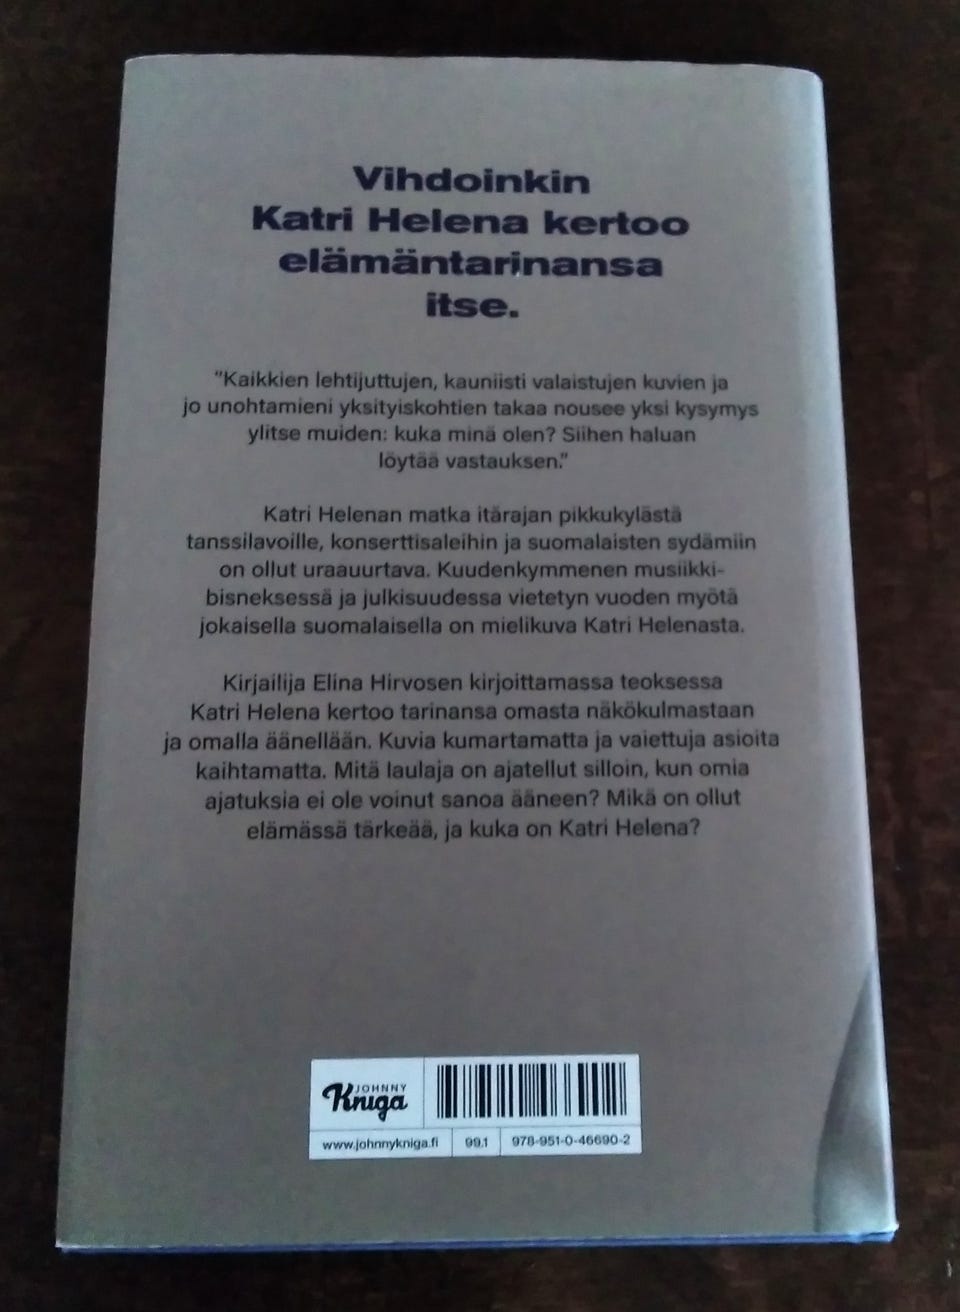 Vihdoinkin
Katri Helena kertoo
elämäntarinansa
itse.
"Kaikkien lehtijuttujen, kauniisti valaistujen kuvien ja
jo unohtamieni yksityiskohtien takaa nousee yksi kysymys
ylitse muiden: kuka minä olen? Siihen haluan
löytää vastauksen."
Katri Helenan matka itärajan pikkukylästä
tanssilavoille, konserttisaleihin ja suomalaisten sydämiin
on ollut uraauurtava. Kuudenkymmenen musiikki-
bisneksessä ja julkisuudessa vietetyn vuoden myötä
jokaisella suomalaisella on mielikuva Katri Helenasta.
Kirjailija Elina Hirvosen kirjoittamassa teoksessa
Katri Helena kertoo tarinansa omasta näkökulmastaan
ja omalla äänellään. Kuvia kumartamatta ja vaiettuja asioita
kaihtamatta. Mitä laulaja on ajatellut silloin, kun omia
ajatuksia ei ole voinut sanoa ääneen? Mikä on ollut
elämässä tärkeää, ja kuka on Katri Helena?
JOHNNY
Kniga
www.johnnykniga.fi 99.1 978-951-0-46690-2